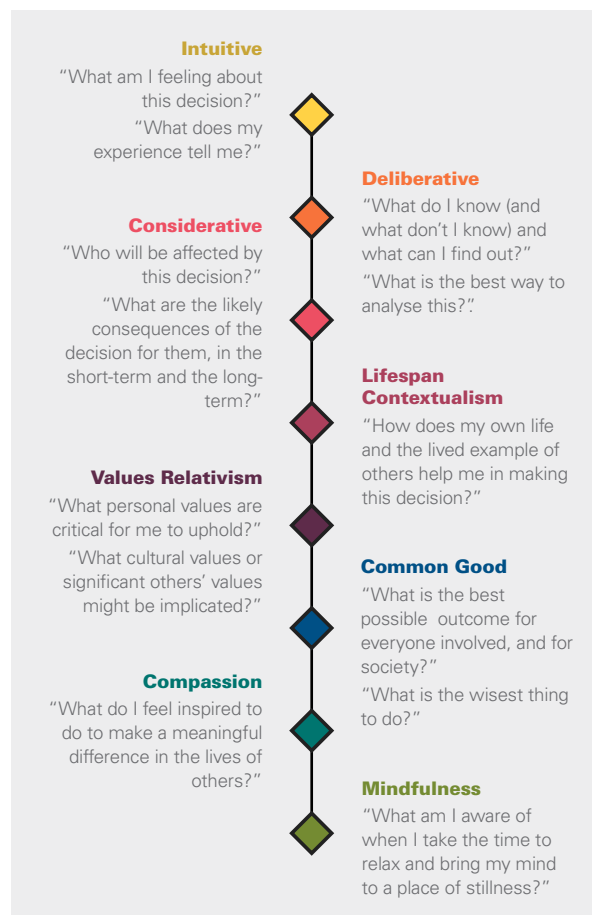 Intuitive
“What am I feeling about
this decision?”
“What does my
experience tell me?”
Deliberative
“What do I know (and
what don’t I know) and
what can I find out?”
“What is the best way to
analyse this?”.
Considerative
“Who will be affected by
this decision?”
“What are the likely
consequences of the
decision for them, in the
short-term and the long-
term?”
Lifespan
Contextualism
“How does my own life
and the lived example of
others help me in making
this decision?”
Values Relativism
“What personal values are
critical for me to uphold?”
“What cultural values or
significant others’ values
might be implicated?”
Common Good
“What is the best
possible outcome for
everyone involved, and for
society?”
“What is the wisest thing
to do?”
Compassion
“What do I feel inspired to
do to make a meaningful
difference in the lives of
others?”
Mindfulness
“What am I aware of
when I take the time to
relax and bring my mind
to a place of stillness?”